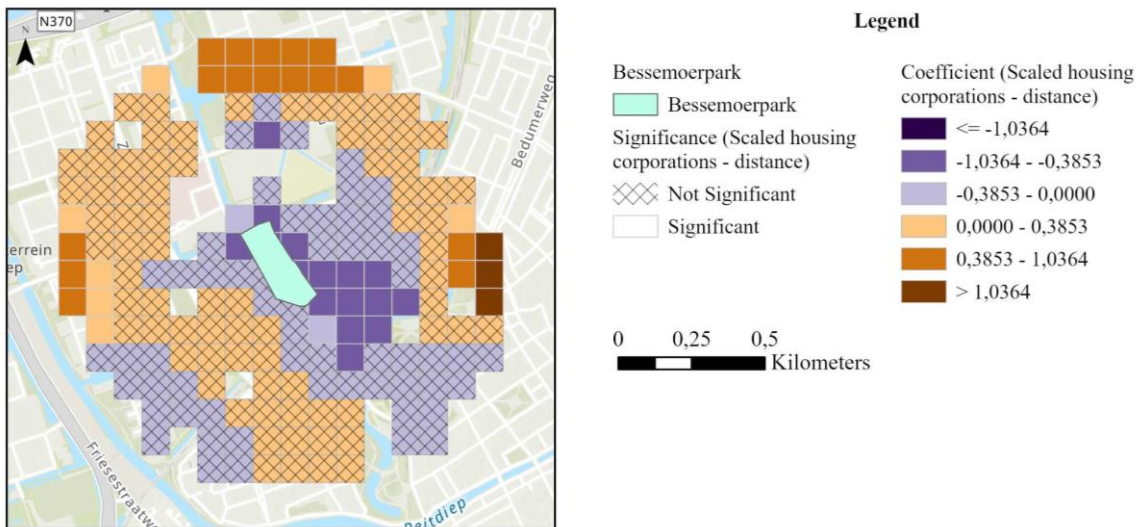 N370
N
Bedumerweg
errein
ep
Friesestraatwe
Reitdiep
Legend
Bessemoerpark
Bessemoerpark
Significance (Scaled housing
corporations - distance)
Not Significant
Significant
Coefficient (Scaled housing
corporations - distance)
<= -1,0364
-1,0364 - -0,3853
-0,3853 - 0,0000
0,0000 - 0,3853
0,3853 - 1,0364
> 1,0364
0 0,25 0,5
Kilometers